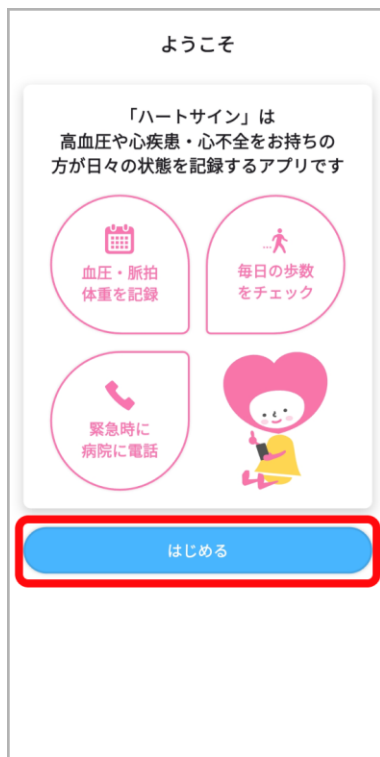 ようこそ
「ハートサイン」は
高血圧や心疾患・心不全をお持ちの
方が日々の状態を記録するアプリです
血圧・脈拍
体重を記録
毎日の歩数
をチェック
緊急時に
病院に電話
はじめる